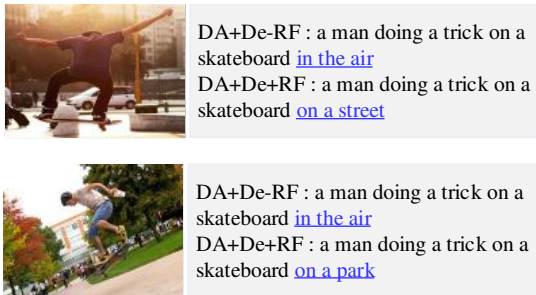 DA+De-RF : a man doing a trick on a
skateboard in the air
DA+De+RF : a man doing a trick on a
skateboard on a street
DA+De-RF : a man doing a trick on a
skateboard in the air
DA+De+RF : a man doing a trick on a
skateboard on a park